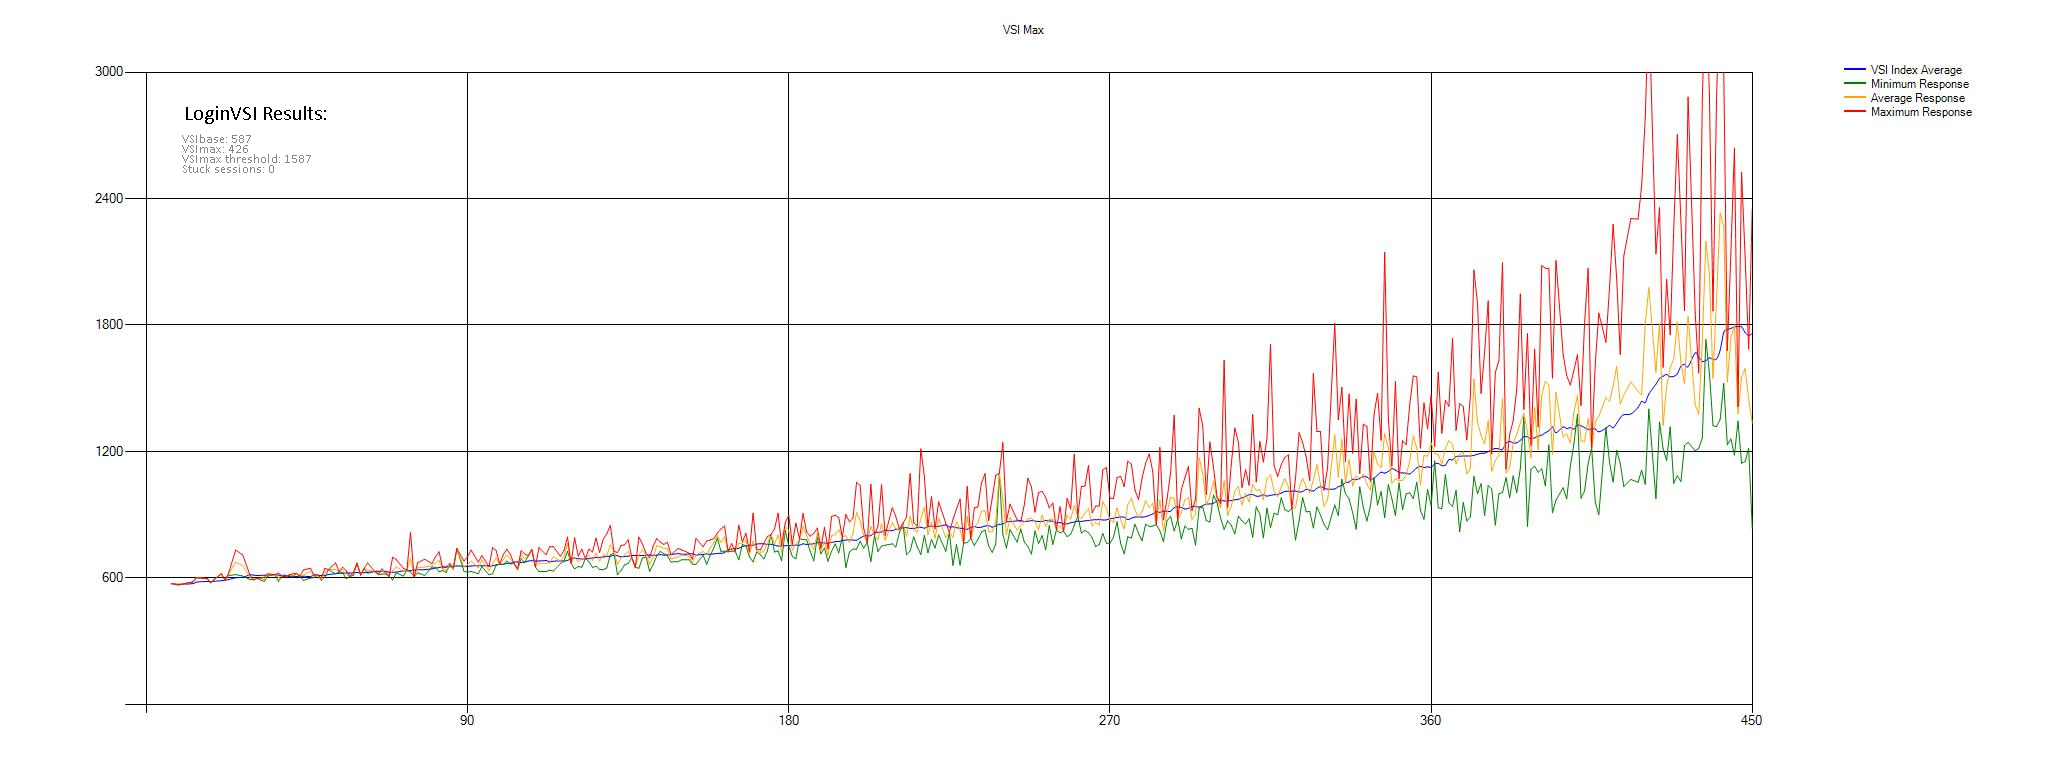 VSI Max
3000
2400
1800
1200
600
LoginVSI Results:
VSIbase: 587
VSImax: 426
VSImax threshold: 1587
Stuck sessions: 0
VSI Index Average
Minimum Response
Average Response
Maximum Response
90
180
270
360
450